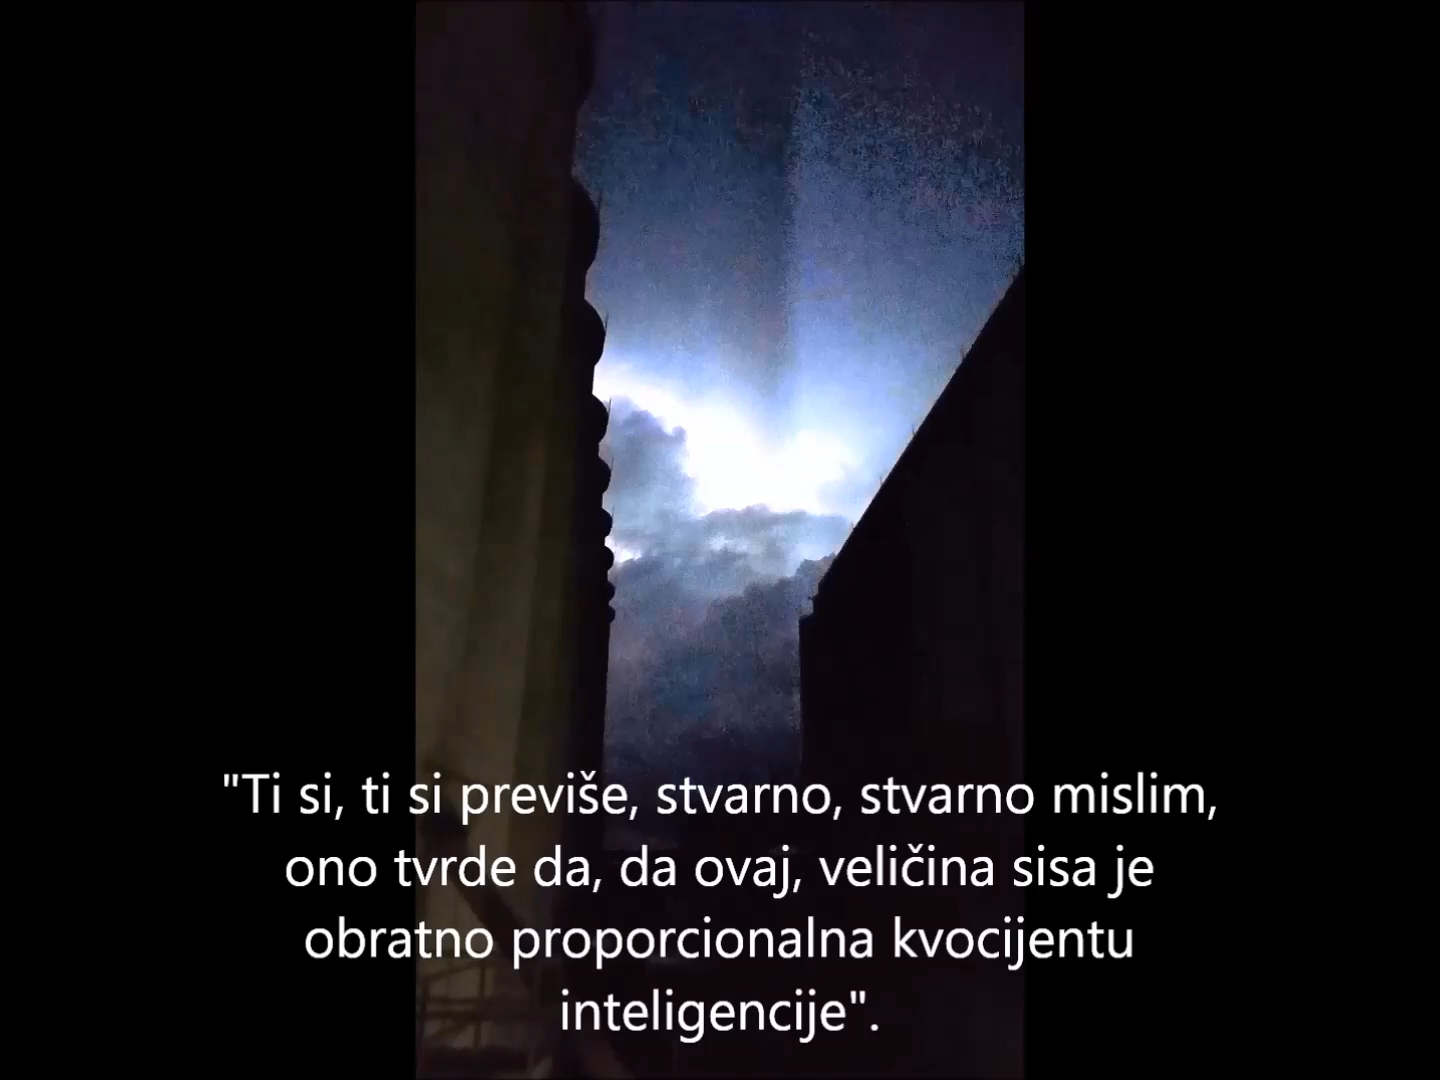 "Ti si, ti si previše, stvarno, stvarno mislim,
ono tvrde da, da ovaj, veličina sisa je
obratno proporcionalna kvocijentu
inteligencije".